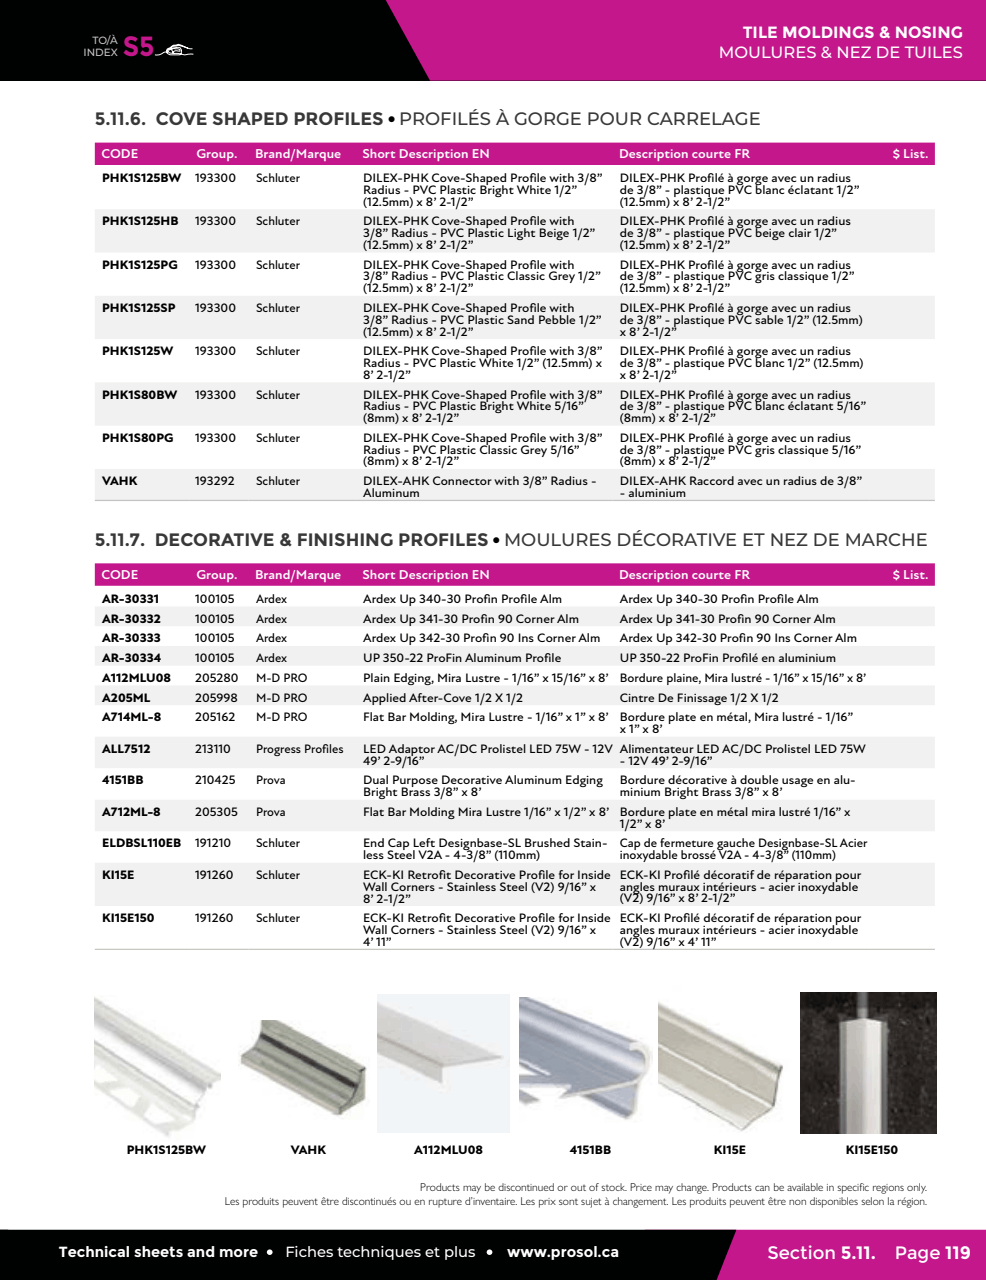 TO/À
INDEX S5
TILE MOLDINGS & NOSING
MOULURES & NEZ DE TUILES
5.11.6. COVE SHAPED PROFILES • PROFILÉS À GORGE POUR CARRELAGE
CODE Group. Brand/Marque Short Description EN Description courte FR $ List.
PHK1S125BW 193300 Schluter DILEX-PHK Cove-Shaped Profile with 3/8” DILEX-PHK Profilé à gorge avec un radius
Radius - PVC Plastic Bright White 1/2” de 3/8” - plastique PVC blanc éclatant 1/2”
(12.5mm) x 8’ 2-1/2” (12.5mm) x 8’ 2-1/2”
PHK1S125HB 193300 Schluter DILEX-PHK Cove-Shaped Profile with DILEX-PHK Profilé à gorge avec un radius
3/8” Radius - PVC Plastic Light Beige 1/2” de 3/8” - plastique PVC beige clair 1/2”
(12.5mm) x 8’ 2-1/2” (12.5mm) x 8’ 2-1/2”
PHK1S125PG 193300 Schluter DILEX-PHK Cove-Shaped Profile with DILEX-PHK Profilé à gorge avec un radius
3/8” Radius - PVC Plastic Classic Grey 1/2” de 3/8” - plastique PVC gris classique 1/2”
(12.5mm) x 8’ 2-1/2” (12.5mm) x 8’ 2-1/2”
PHK1S125SP 193300 Schluter DILEX-PHK Cove-Shaped Profile with DILEX-PHK Profilé à gorge avec un radius
3/8” Radius - PVC Plastic Sand Pebble 1/2” de 3/8” - plastique PVC sable 1/2” (12.5mm)
(12.5mm) x 8’ 2-1/2” x 8’ 2-1/2”
PHK1S125W 193300 Schluter DILEX-PHK Cove-Shaped Profile with 3/8” DILEX-PHK Profilé à gorge avec un radius
Radius - PVC Plastic White 1/2” (12.5mm) x de 3/8” - plastique PVC blanc 1/2” (12.5mm)
8’ 2-1/2” x 8’ 2-1/2”
PHK1S80BW 193300 Schluter DILEX-PHK Cove-Shaped Profile with 3/8” DILEX-PHK Profilé à gorge avec un radius
Radius - PVC Plastic Bright White 5/16” de 3/8” - plastique PVC blanc éclatant 5/16”
(8mm) x 8’ 2-1/2” (8mm) x 8’ 2-1/2”
PHK1S80PG 193300 Schluter DILEX-PHK Cove-Shaped Profile with 3/8” DILEX-PHK Profilé à gorge avec un radius
Radius - PVC Plastic Classic Grey 5/16” de 3/8” - plastique PVC gris classique 5/16”
(8mm) x 8’ 2-1/2” (8mm) x 8’ 2-1/2”
VAHK 193292 Schluter DILEX-AHK Connector with 3/8” Radius - DILEX-AHK Raccord avec un radius de 3/8”
Aluminum - aluminium
5.11.7. DECORATIVE & FINISHING PROFILES • MOULURES DÉCORATIVE ET NEZ DE MARCHE
CODE Group. Brand/Marque Short Description EN Description courte FR $ List.
AR-30331 100105 Ardex Ardex Up 340-30 Profin Profile Alm Ardex Up 340-30 Profin Profile Alm
AR-30332 100105 Ardex Ardex Up 341-30 Profin 90 Corner Alm Ardex Up 341-30 Profin 90 Corner Alm
AR-30333 100105 Ardex Ardex Up 342-30 Profin 90 Ins Corner Alm Ardex Up 342-30 Profin 90 Ins Corner Alm
AR-30334 100105 Ardex UP 350-22 ProFin Aluminum Profile UP 350-22 ProFin Profilé en aluminium
A112MLU08 205280 M-D PRO Plain Edging, Mira Lustre - 1/16” x 15/16” x 8’ Bordure plaine, Mira lustré - 1/16” x 15/16” x 8’
A205ML 205998 M-D PRO Applied After-Cove 1/2 X 1/2 Cintre De Finissage 1/2 X 1/2
A714ML-8 205162 M-D PRO Flat Bar Molding, Mira Lustre - 1/16” x 1” x 8’ Bordure plate en métal, Mira lustré - 1/16”
x 1” x 8’
ALL7512 213110 Progress Profiles LED Adaptor AC/DC Prolistel LED 75W - 12V Alimentateur LED AC/DC Prolistel LED 75W
49’ 2-9/16” - 12V 49’ 2-9/16”
4151BB 210425 Prova Dual Purpose Decorative Aluminum Edging Bordure décorative à double usage en alu-
Bright Brass 3/8” x 8’ minium Bright Brass 3/8” x 8’
A712ML-8 205305 Prova Flat Bar Molding Mira Lustre 1/16” x 1/2” x 8’ Bordure plate en métal mira lustré 1/16” x
1/2” x 8’
ELDBSL110EB 191210 Schluter End Cap Left Designbase-SL Brushed Stain- Cap de fermeture gauche Designbase-SL Acier
less Steel V2A - 4-3/8” (110mm) inoxydable brossé V2A - 4-3/8” (110mm)
KI15E 191260 Schluter ECK-KI Retrofit Decorative Profile for Inside ECK-KI Profilé décoratif de réparation pour
Wall Corners - Stainless Steel (V2) 9/16” x angles muraux intérieurs - acier inoxydable
8’ 2-1/2” (V2) 9/16” x 8’ 2-1/2”
KI15E150 191260 Schluter ECK-KI Retrofit Decorative Profile for Inside ECK-KI Profilé décoratif de réparation pour
Wall Corners - Stainless Steel (V2) 9/16” x angles muraux intérieurs - acier inoxydable
4’ 11” (V2) 9/16” x 4’ 11”
PHK1S125BW VAHK A112MLU08 4151BB KI15E KI15E150
Products may be discontinued or out of stock. Price may change. Products can be available in specific regions only.
Les produits peuvent être discontinués ou en rupture d’inventaire. Les prix sont sujet à changement. Les produits peuvent être non disponibles selon la région.
Technical sheets and more • Fiches techniques et plus • www.prosol.ca
Section 5.11. Page 119